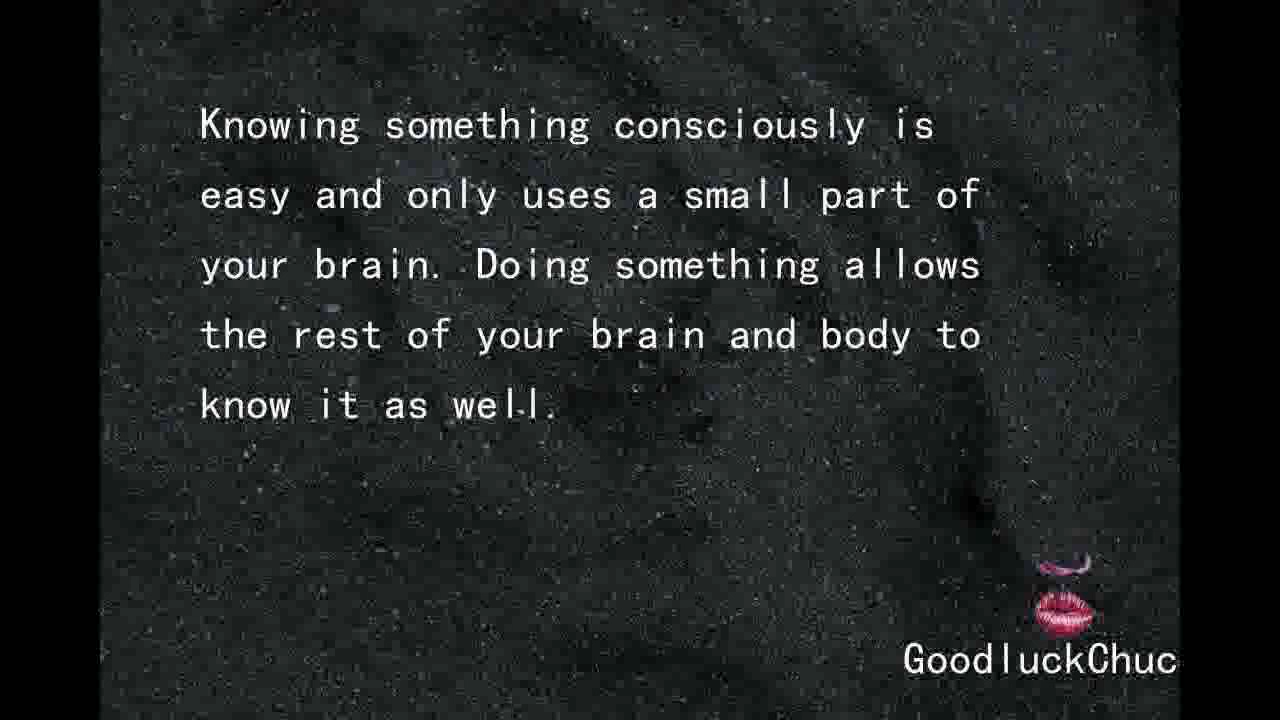 Knowing something consciously is
easy and only uses a small part of
your brain. Doing something allows
the rest of your brain and body to
know it as well.
GoodluckChuc